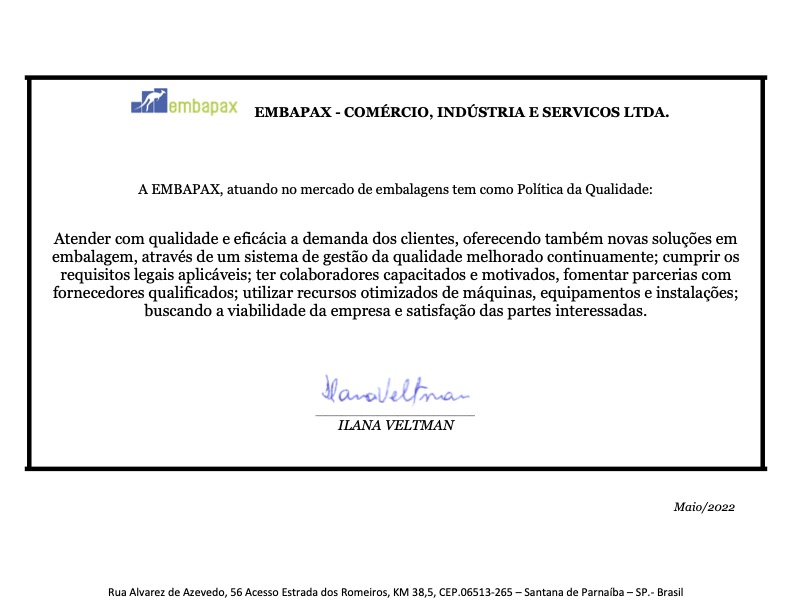 embapax
EMBAPAX - COMÉRCIO, INDÚSTRIA E SERVICOS LTDA.
A EMBAPAX, atuando no mercado de embalagens tem como Política da Qualidade:
Atender com qualidade e eficácia a demanda dos clientes, oferecendo também novas soluções em
embalagem, através de um sistema de gestão da qualidade melhorado continuamente; cumprir os
requisitos legais aplicáveis; ter colaboradores capacitados e motivados, fomentar parcerias com
fornecedores qualificados; utilizar recursos otimizados de máquinas, equipamentos e instalações;
buscando a viabilidade da empresa e satisfação das partes interessadas.
Ilana Veltman
ILANA VELTMAN
Maio/2022
Rua Alvarez de Azevedo, 56 Acesso Estrada dos Romeiros, KM 38,5, CEP.06513-265 – Santana de Parnaíba – SP.- Brasil